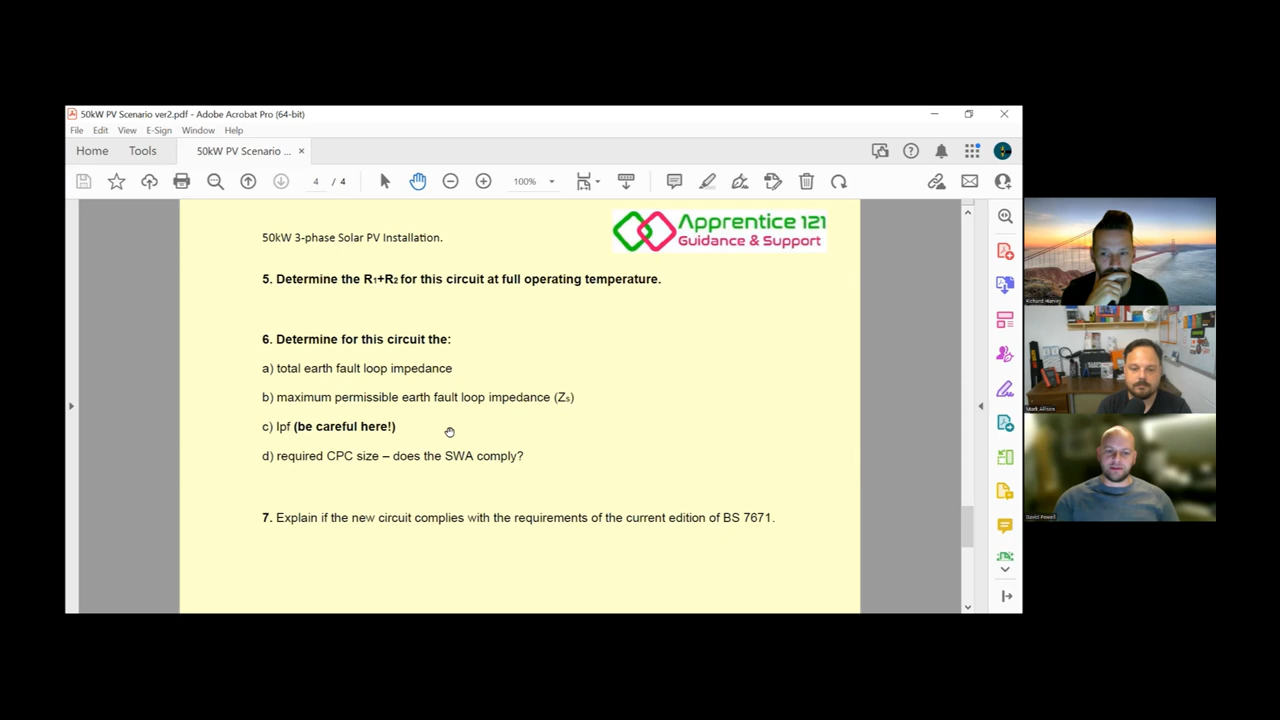 50kW PV Scenario ver2.pdf - Adobe Acrobat Pro (64-bit)
File Edit View E-Sign Window Help
Home Tools 50kW PV Scenario ... ×
4 / 4 100%
Apprentice 121
Guidance & Support
50kW 3-phase Solar PV Installation.
5. Determine the R1+R2 for this circuit at full operating temperature.
6. Determine for this circuit the:
a) total earth fault loop impedance
b) maximum permissible earth fault loop impedance (Zs)
c) Ipf (be careful here!)
d) required CPC size – does the SWA comply?
7. Explain if the new circuit complies with the requirements of the current edition of BS 7671.
Mark Allison
David Powell